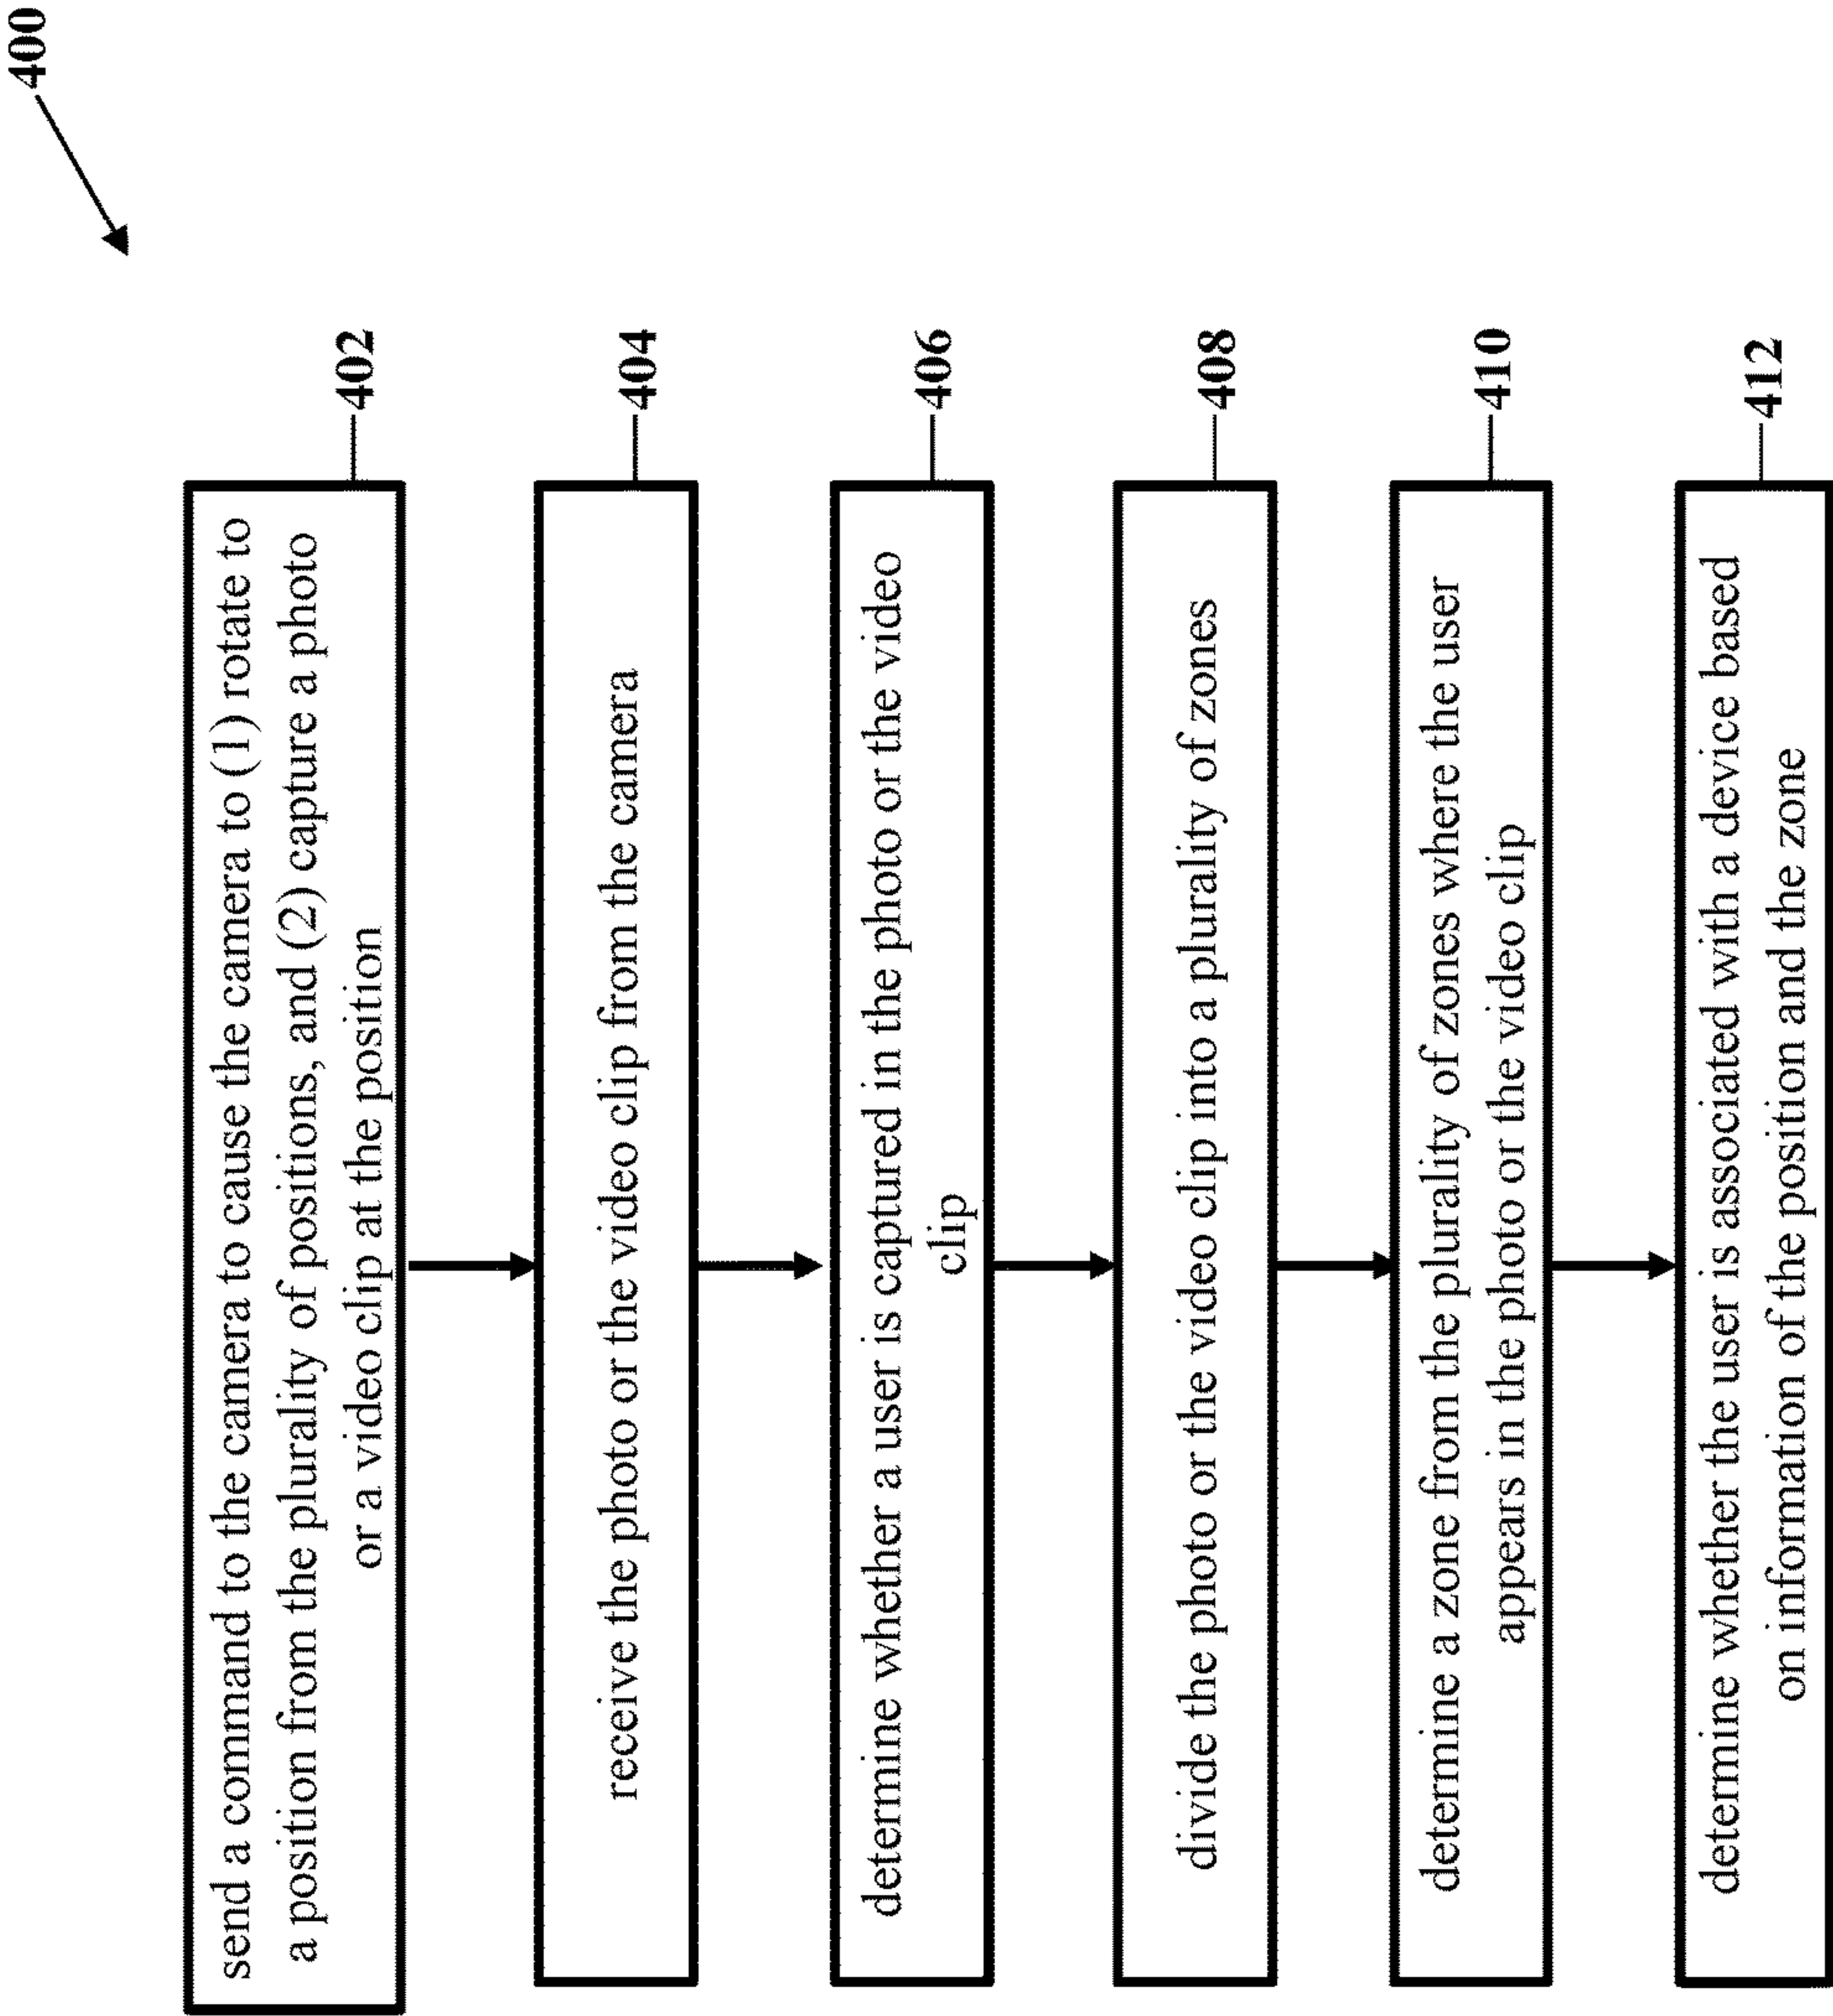 400
send a command to the camera to cause the camera to (1) rotate to
a position from the plurality of positions, and (2) capture a photo
or a video clip at the position
402
receive the photo or the video clip from the camera
404
determine whether a user is captured in the photo or the video
clip
406
divide the photo or the video clip into a plurality of zones
408
determine a zone from the plurality of zones where the user
appears in the photo or the video clip
410
determine whether the user is associated with a device based
on information of the position and the zone
412